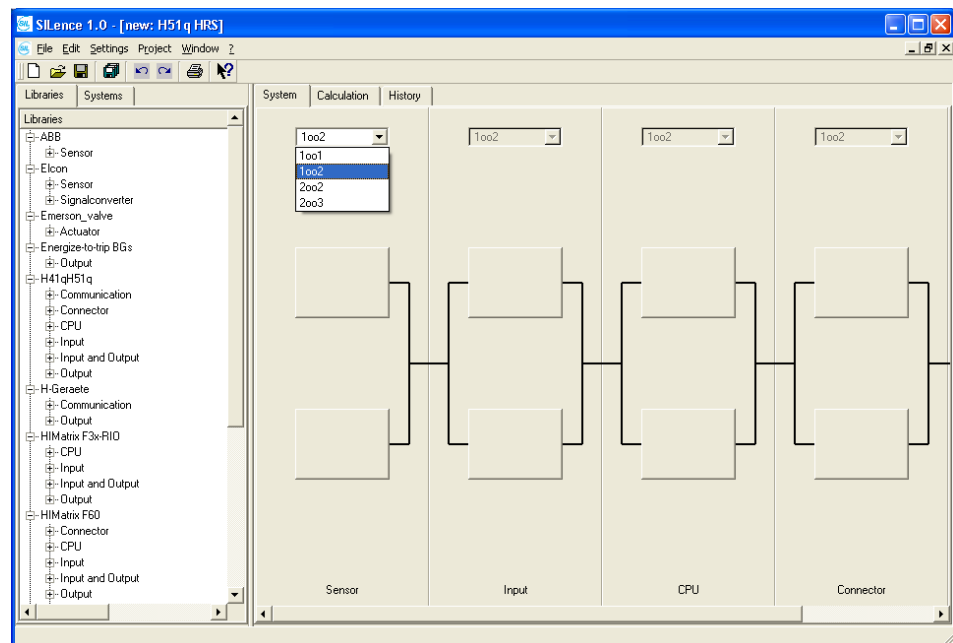 SILence 1.0 - [new: H51q HRS]
File Edit Settings Project Window ?
Libraries Systems
System Calculation History
Libraries
ABB
Sensor
Elcon
Sensor
Signalconverter
Emerson_valve
Actuator
Energize-to-trip BGs
Output
H41qH51q
Communication
Connector
CPU
Input
Input and Output
Output
H-Geraete
Communication
Output
HIMatrix F3x-RIO
CPU
Input
Input and Output
Output
HIMatrix F60
Connector
CPU
Input
Input and Output
Output
1oo2 1oo2 1oo2 1oo2
1oo1
1oo2
2oo2
2oo3
Sensor Input CPU Connector